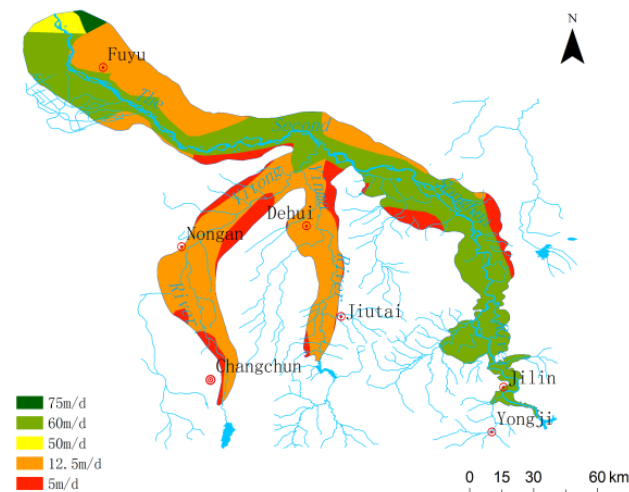 N
Fuyu
The
Second
Yitong
Yinma
Dehui
Nongan
River
River
Jiutai
Changchun
Jilin
Yongji
75m/d
60m/d
50m/d
12.5m/d
5m/d
0 15 30 60 km